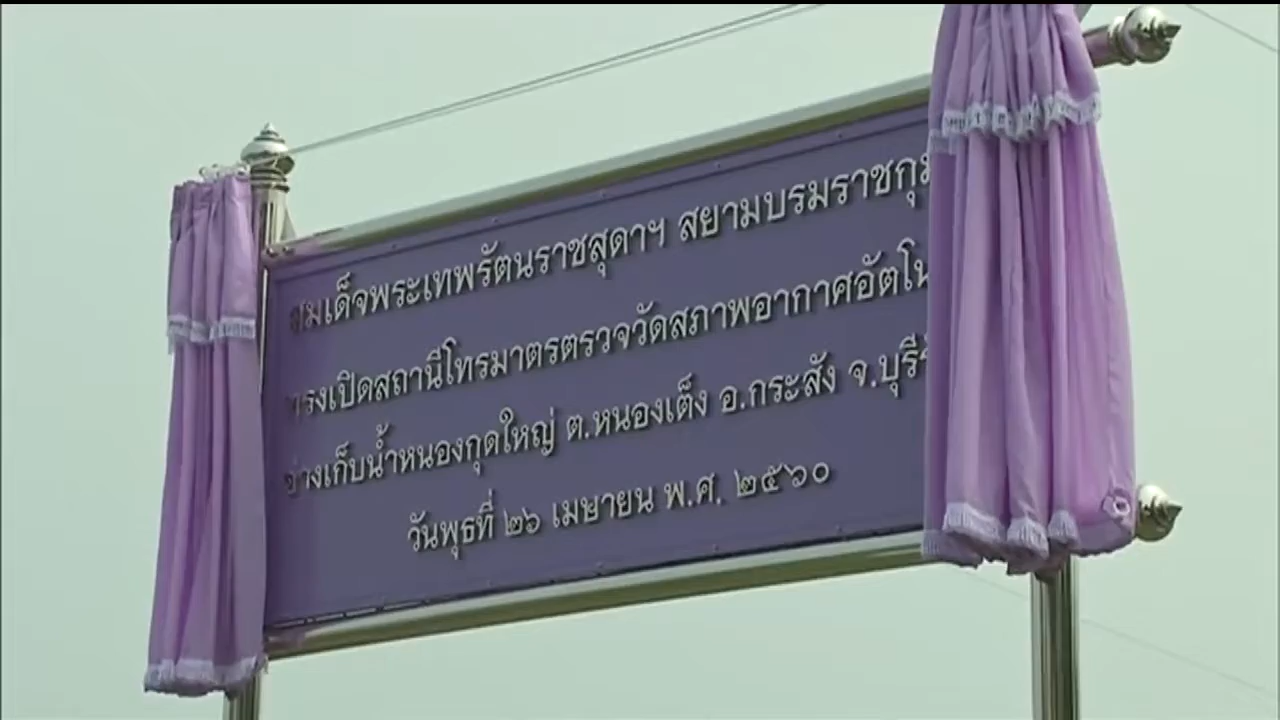 สมเด็จพระเทพรัตนราชสุดาฯ สยามบรมราชกุม
ทรงเปิดสถานีโทรมาตรตรวจวัดสภาพอากาศอัตโน
อ่างเก็บน้ำหนองกุดใหญ่ ต.หนองเต็ง อ.กระสัง จ.บุรี
วันพุธที่ ๒๖ เมษายน พ.ศ. ๒๕๖๐